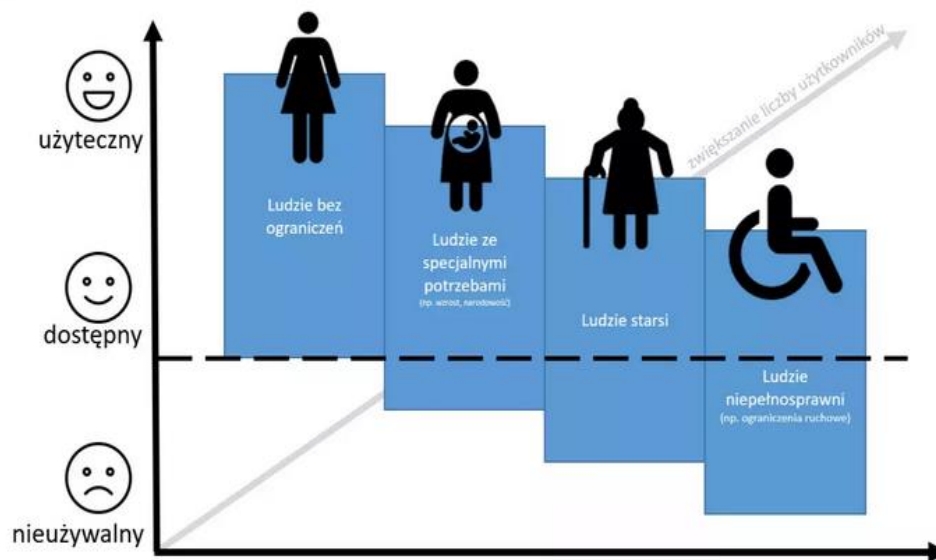 użyteczny
dostępny
nieużywalny
Ludzie bez
ograniczeń
Ludzie ze
specjalnymi
potrzebami
(np. wzrost, narodowość)
Ludzie starsi
Ludzie
niepełnosprawni
(np. ograniczenia ruchowe)
zwiększanie liczby użytkowników